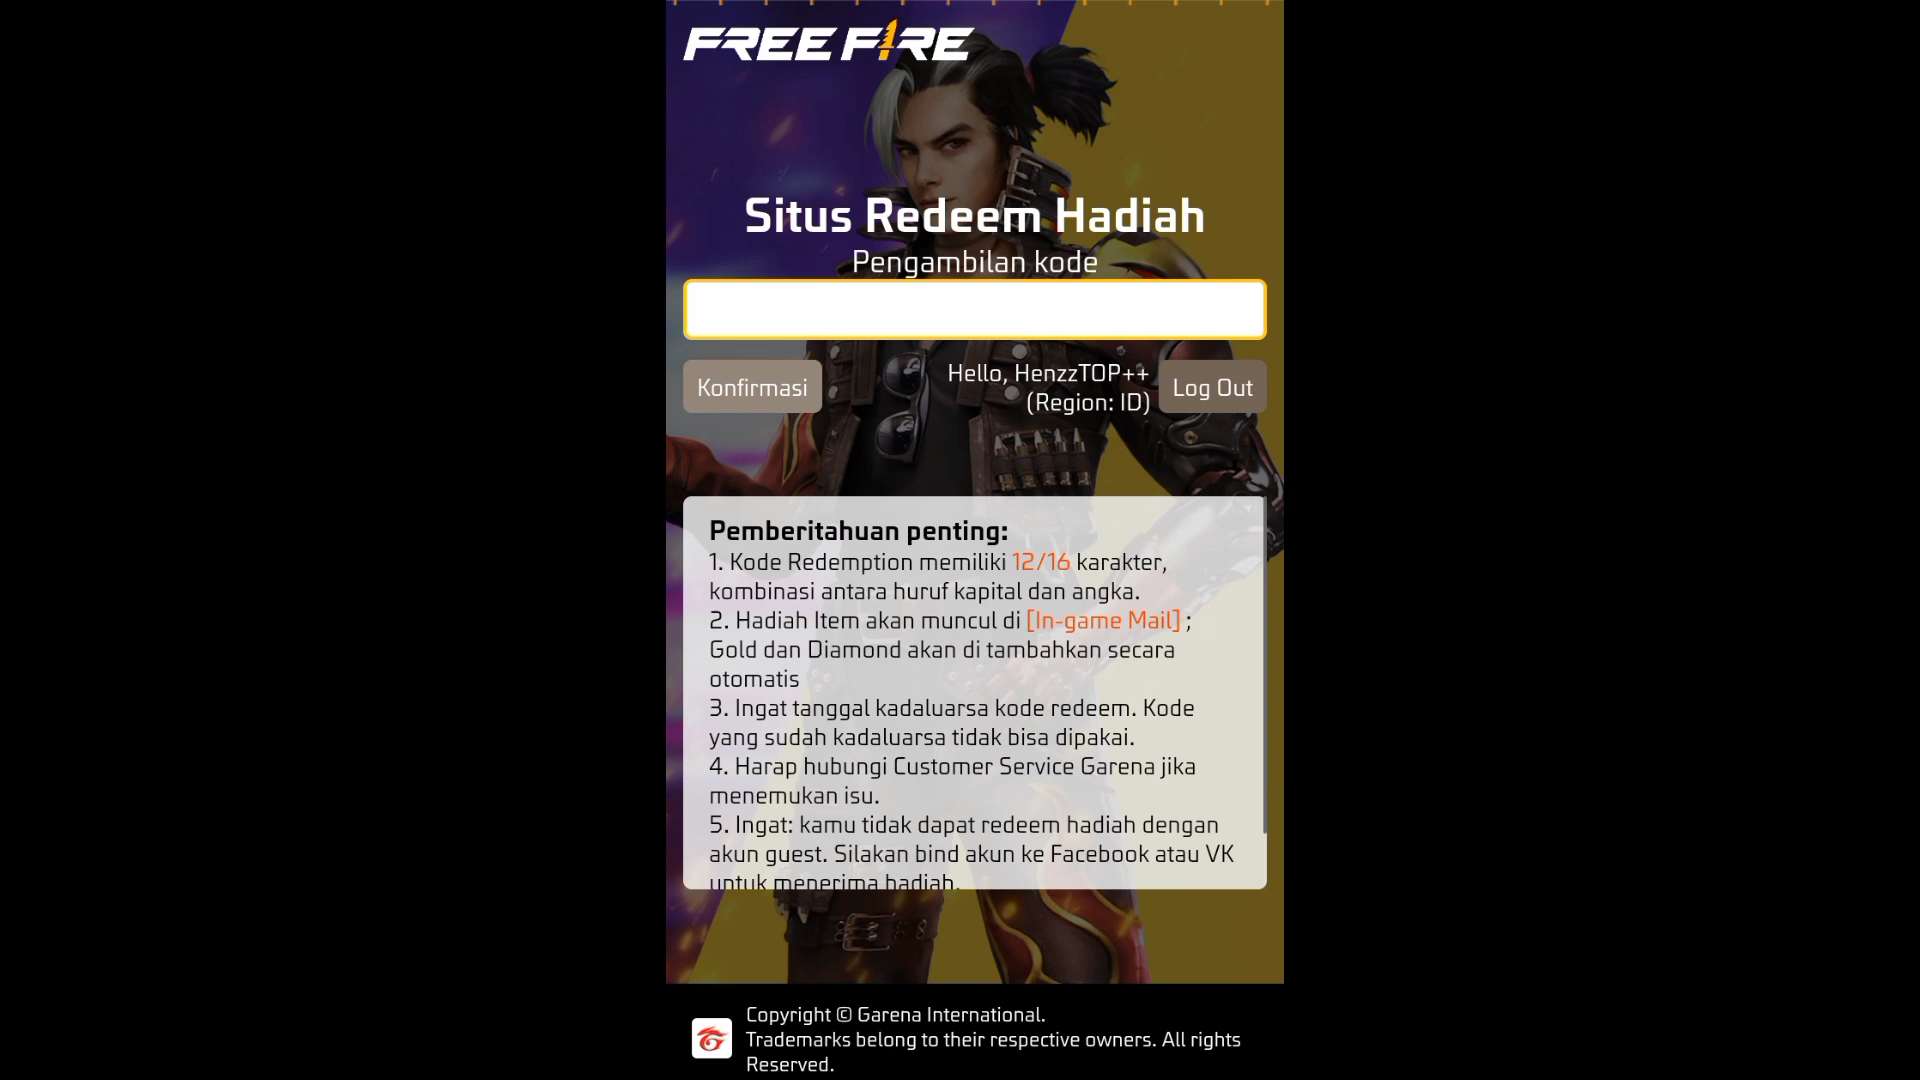 FREE FIRE
Situs Redeem Hadiah
Pengambilan kode
Konfirmasi
Hello, HenzzTOP++
(Region: ID)
Log Out
Pemberitahuan penting:
1. Kode Redemption memiliki 12/16 karakter,
kombinasi antara huruf kapital dan angka.
2. Hadiah Item akan muncul di [In-game Mail] ;
Gold dan Diamond akan di tambahkan secara
otomatis
3. Ingat tanggal kadaluarsa kode redeem. Kode
yang sudah kadaluarsa tidak bisa dipakai.
4. Harap hubungi Customer Service Garena jika
menemukan isu.
5. Ingat: kamu tidak dapat redeem hadiah dengan
akun guest. Silakan bind akun ke Facebook atau VK
untuk menerima hadiah.
Copyright © Garena International.
Trademarks belong to their respective owners. All rights
Reserved.